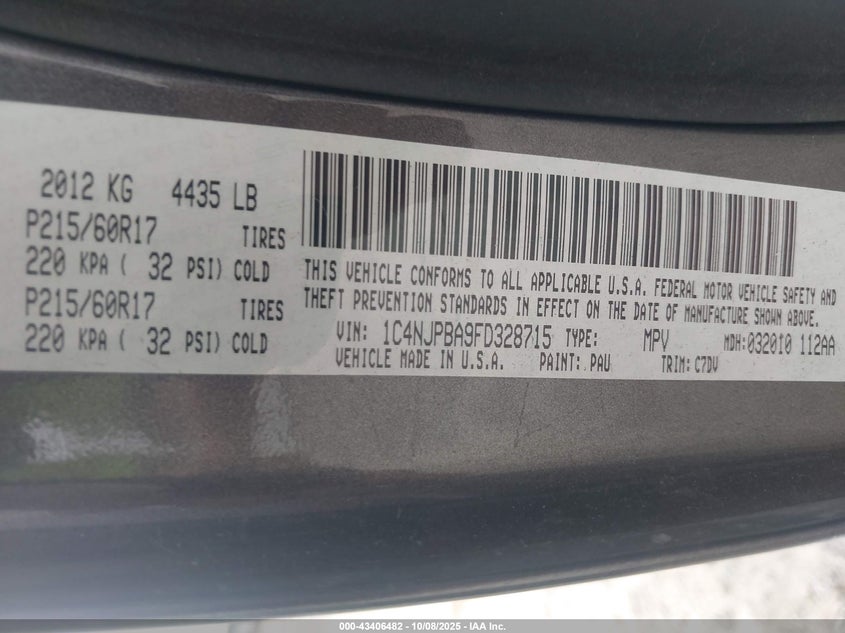 2012 KG 4435 LB
P215/60R17 TIRES
220 KPA ( 32 PSI) COLD
P215/60R17 TIRES
220 KPA ( 32 PSI) COLD
THIS VEHICLE CONFORMS TO ALL APPLICABLE U.S.A. FEDERAL MOTOR VEHICLE SAFETY AND
THEFT PREVENTION STANDARDS IN EFFECT ON THE DATE OF MANUFACTURE SHOWN ABOVE.
VIN: 1C4NJPBA9FD328715 TYPE: MPV MDH:032010 112AA
VEHICLE MADE IN U.S.A. PAINT: PAU TRIM: C7DV
000-43406482 - 10/08/2025 - IAA Inc.